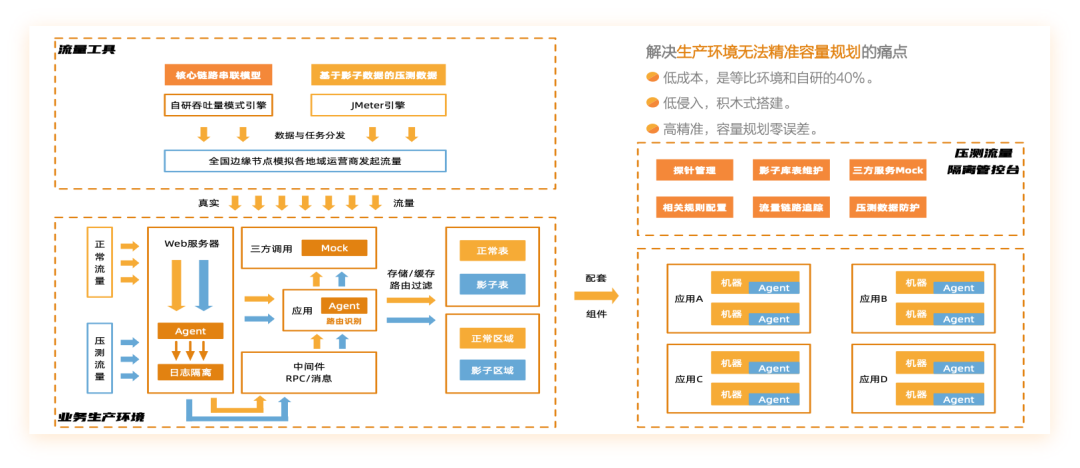 流量工具
核心链路串联模型
基于影子数据的压测数据
自研吞吐量模式引擎
JMeter引擎
数据与任务分发
全国边缘节点模拟各地域运营商发起流量
真实
流量
正常流量
压测流量
Web服务器
Agent
日志隔离
三方调用
Mock
应用
Agent
路由识别
中间件
RPC/消息
存储/缓存
路由过滤
正常表
影子表
正常区域
影子区域
业务生产环境
配套
组件
解决生产环境无法精准容量规划的痛点
低成本，是等比环境和自研的40%。
低侵入，积木式搭建。
高精准，容量规划零误差。
压测流量
隔离管控台
探针管理
影子库表维护
三方服务Mock
相关规则配置
流量链路追踪
压测数据防护
应用A
机器
Agent
机器
Agent
应用B
机器
Agent
机器
Agent
应用C
机器
Agent
机器
Agent
应用D
机器
Agent
机器
Agent